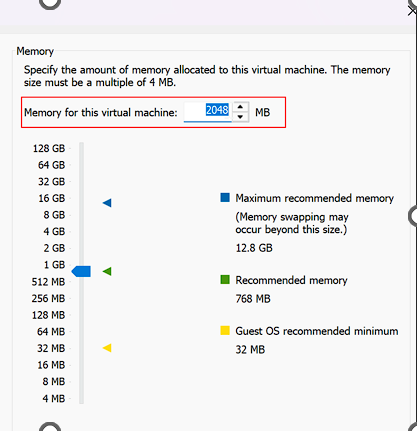 Memory
Specify the amount of memory allocated to this virtual machine. The memory
size must be a multiple of 4 MB.
Memory for this virtual machine: 2048 MB
128 GB
64 GB
32 GB
16 GB
8 GB
4 GB
2 GB
1 GB
512 MB
256 MB
128 MB
64 MB
32 MB
16 MB
8 MB
4 MB
Maximum recommended memory
(Memory swapping may
occur beyond this size.)
12.8 GB
Recommended memory
768 MB
Guest OS recommended minimum
32 MB